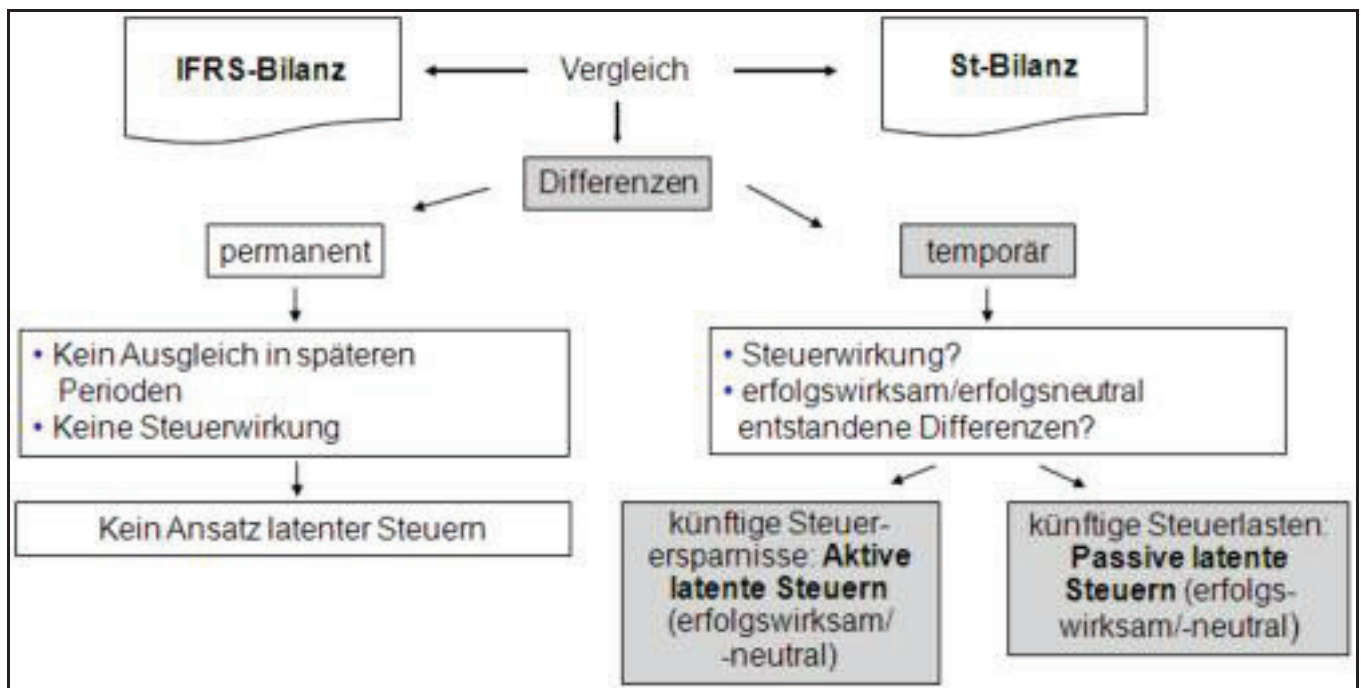 IFRS-Bilanz
Vergleich
St-Bilanz
Differenzen
permanent
temporär
• Kein Ausgleich in späteren
Perioden
• Keine Steuerwirkung
• Steuerwirkung?
• erfolgswirksam/erfolgsneutral
entstandene Differenzen?
Kein Ansatz latenter Steuern
künftige Steuer-
ersparnisse: Aktive
latente Steuern
(erfolgswirksam/
-neutral)
künftige Steuerlasten:
Passive latente
Steuern (erfolgs-
wirksam/-neutral)